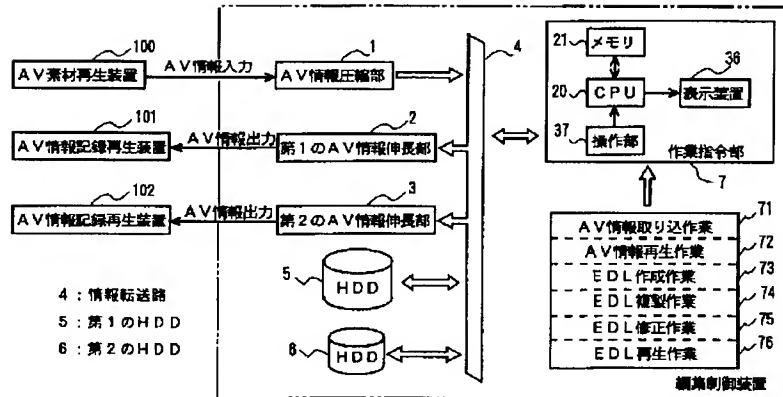 100
AV素材再生装置
AV情報入力
1
AV情報圧縮部
4
101
AV情報記録再生装置
AV情報出力
2
第1のAV情報伸長部
102
AV情報記録再生装置
AV情報出力
3
第2のAV情報伸長部
5
HDD
6
HDD
4：情報転送路
5：第1のHDD
6：第2のHDD
21
メモリ
20
CPU
36
表示装置
37
操作部
作業指令部
7
AV情報取り込作業
71
AV情報再生作業
72
EDL作成作業
73
EDL複製作業
74
EDL修正作業
75
EDL再生作業
76
編集制御装置